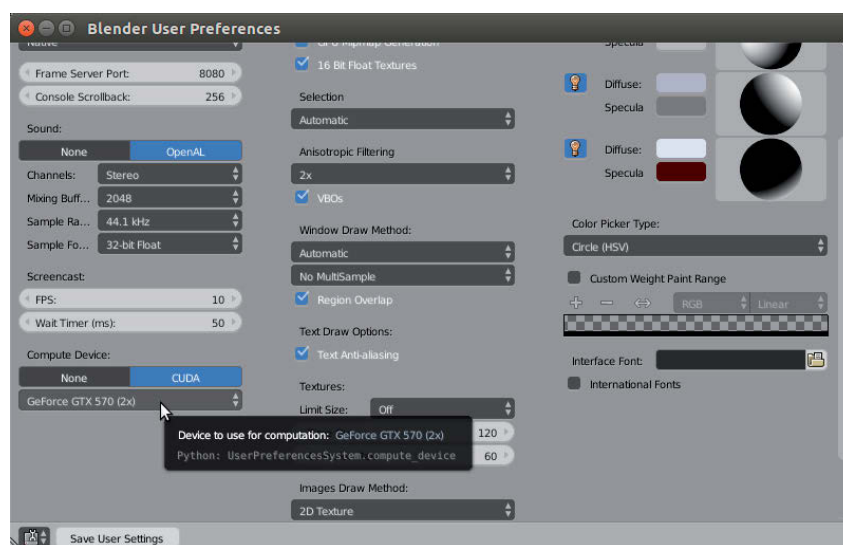 Blender User Preferences
Native
Frame Server Port: 8080
Console Scrollback: 256
Sound:
None OpenAL
Channels: Stereo
Mixing Buff... 2048
Sample Ra... 44.1 kHz
Sample Fo... 32-bit Float
Screencast:
FPS: 10
Wait Timer (ms): 50
Compute Device:
None CUDA
GeForce GTX 570 (2x)
GPU Mipmap Generation
16 Bit Float Textures
Selection
Automatic
Anisotropic Filtering
2x
VBOs
Window Draw Method:
Automatic
No MultiSample
Region Overlap
Text Draw Options:
Text Anti-aliasing
Textures:
Limit Size: Off
120
60
Device to use for computation: GeForce GTX 570 (2x)
Python: UserPreferencesSystem.compute_device
Images Draw Method:
2D Texture
Specula
Diffuse:
Specula
Diffuse:
Specula
Color Picker Type:
Circle (HSV)
Custom Weight Paint Range
RGB Linear
Interface Font:
International Fonts
Save User Settings